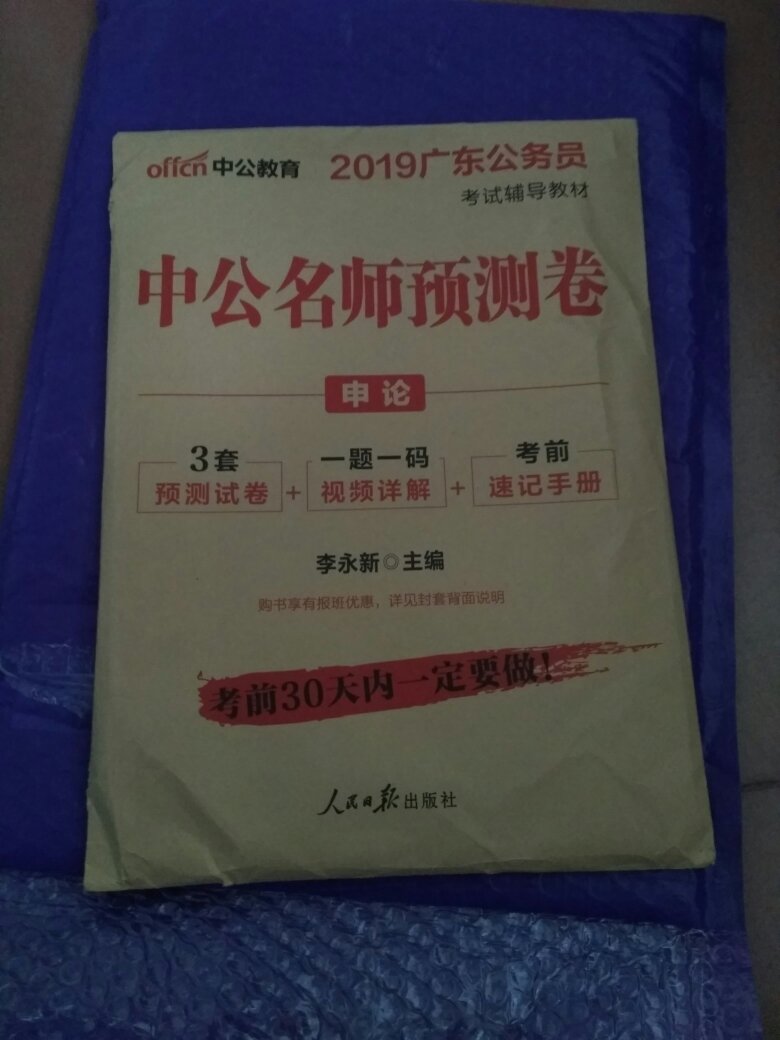 offcn中公教育 2019广东公务员
考试辅导教材
中公名师预测卷
申论
3套 一题一码 考前
预测试卷 + 视频详解 + 速记手册
李永新◎主编
购书享有报班优惠，详见封套背面说明
考前30天内一定要做！
人民日报出版社